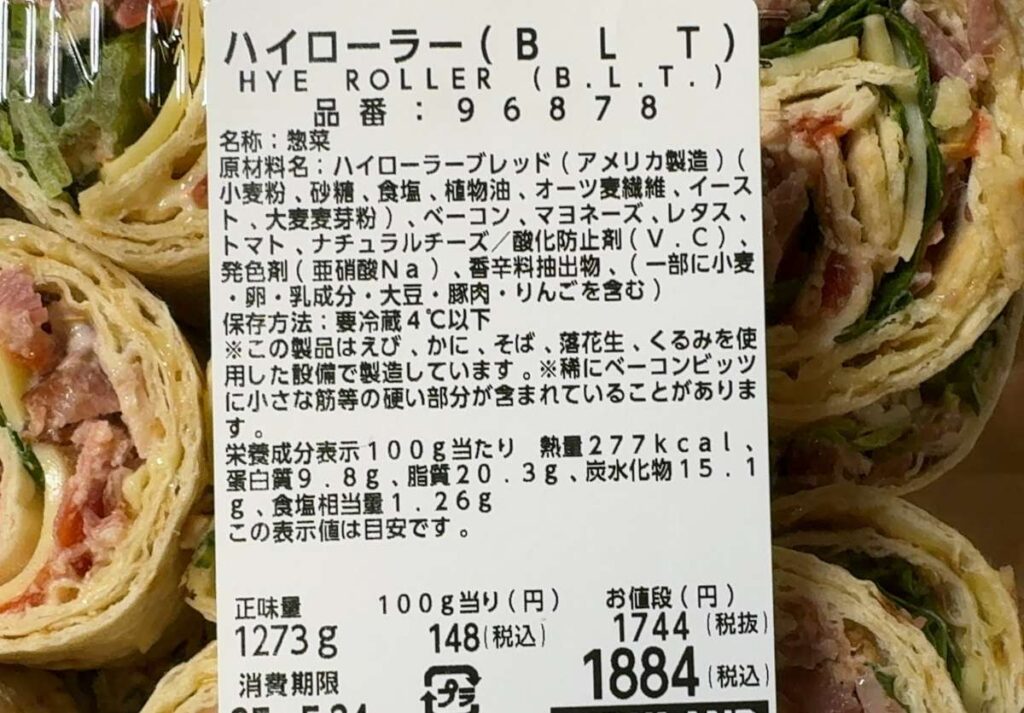 ハイローラー(BLT)
HYE ROLLER (B.L.T.)
品番:96878
名称:惣菜
原材料名:ハイローラーブレッド(アメリカ製造)(
小麦粉、砂糖、食塩、植物油、オーツ麦繊維、イース
ト、大麦麦芽粉)、ベーコン、マヨネーズ、レタス、
トマト、ナチュラルチーズ/酸化防止剤(V.C)、
発色剤(亜硝酸Na)、香辛料抽出物、(一部に小麦
・卵・乳成分・大豆・豚肉・りんごを含む)
保存方法:要冷蔵4℃以下
※この製品はえび、かに、そば、落花生、くるみを使
用した設備で製造しています。※稀にベーコンビッツ
に小さな筋等の硬い部分が含まれていることがありま
す。
栄養成分表示100g当たり 熱量277kcal、
蛋白質9.8g、脂質20.3g、炭水化物15.1
g、食塩相当量1.26g
この表示値は目安です。
正味量 100g当り(円) お値段(円)
1273g 148(税込) 1744(税抜)
1884(税込)
消費期限
プラ